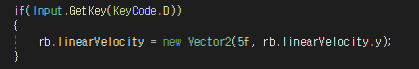 if(Input.GetKey(KeyCode.D))
{
rb.linearVelocity = new Vector2(5f, rb.linearVelocity.y);
}